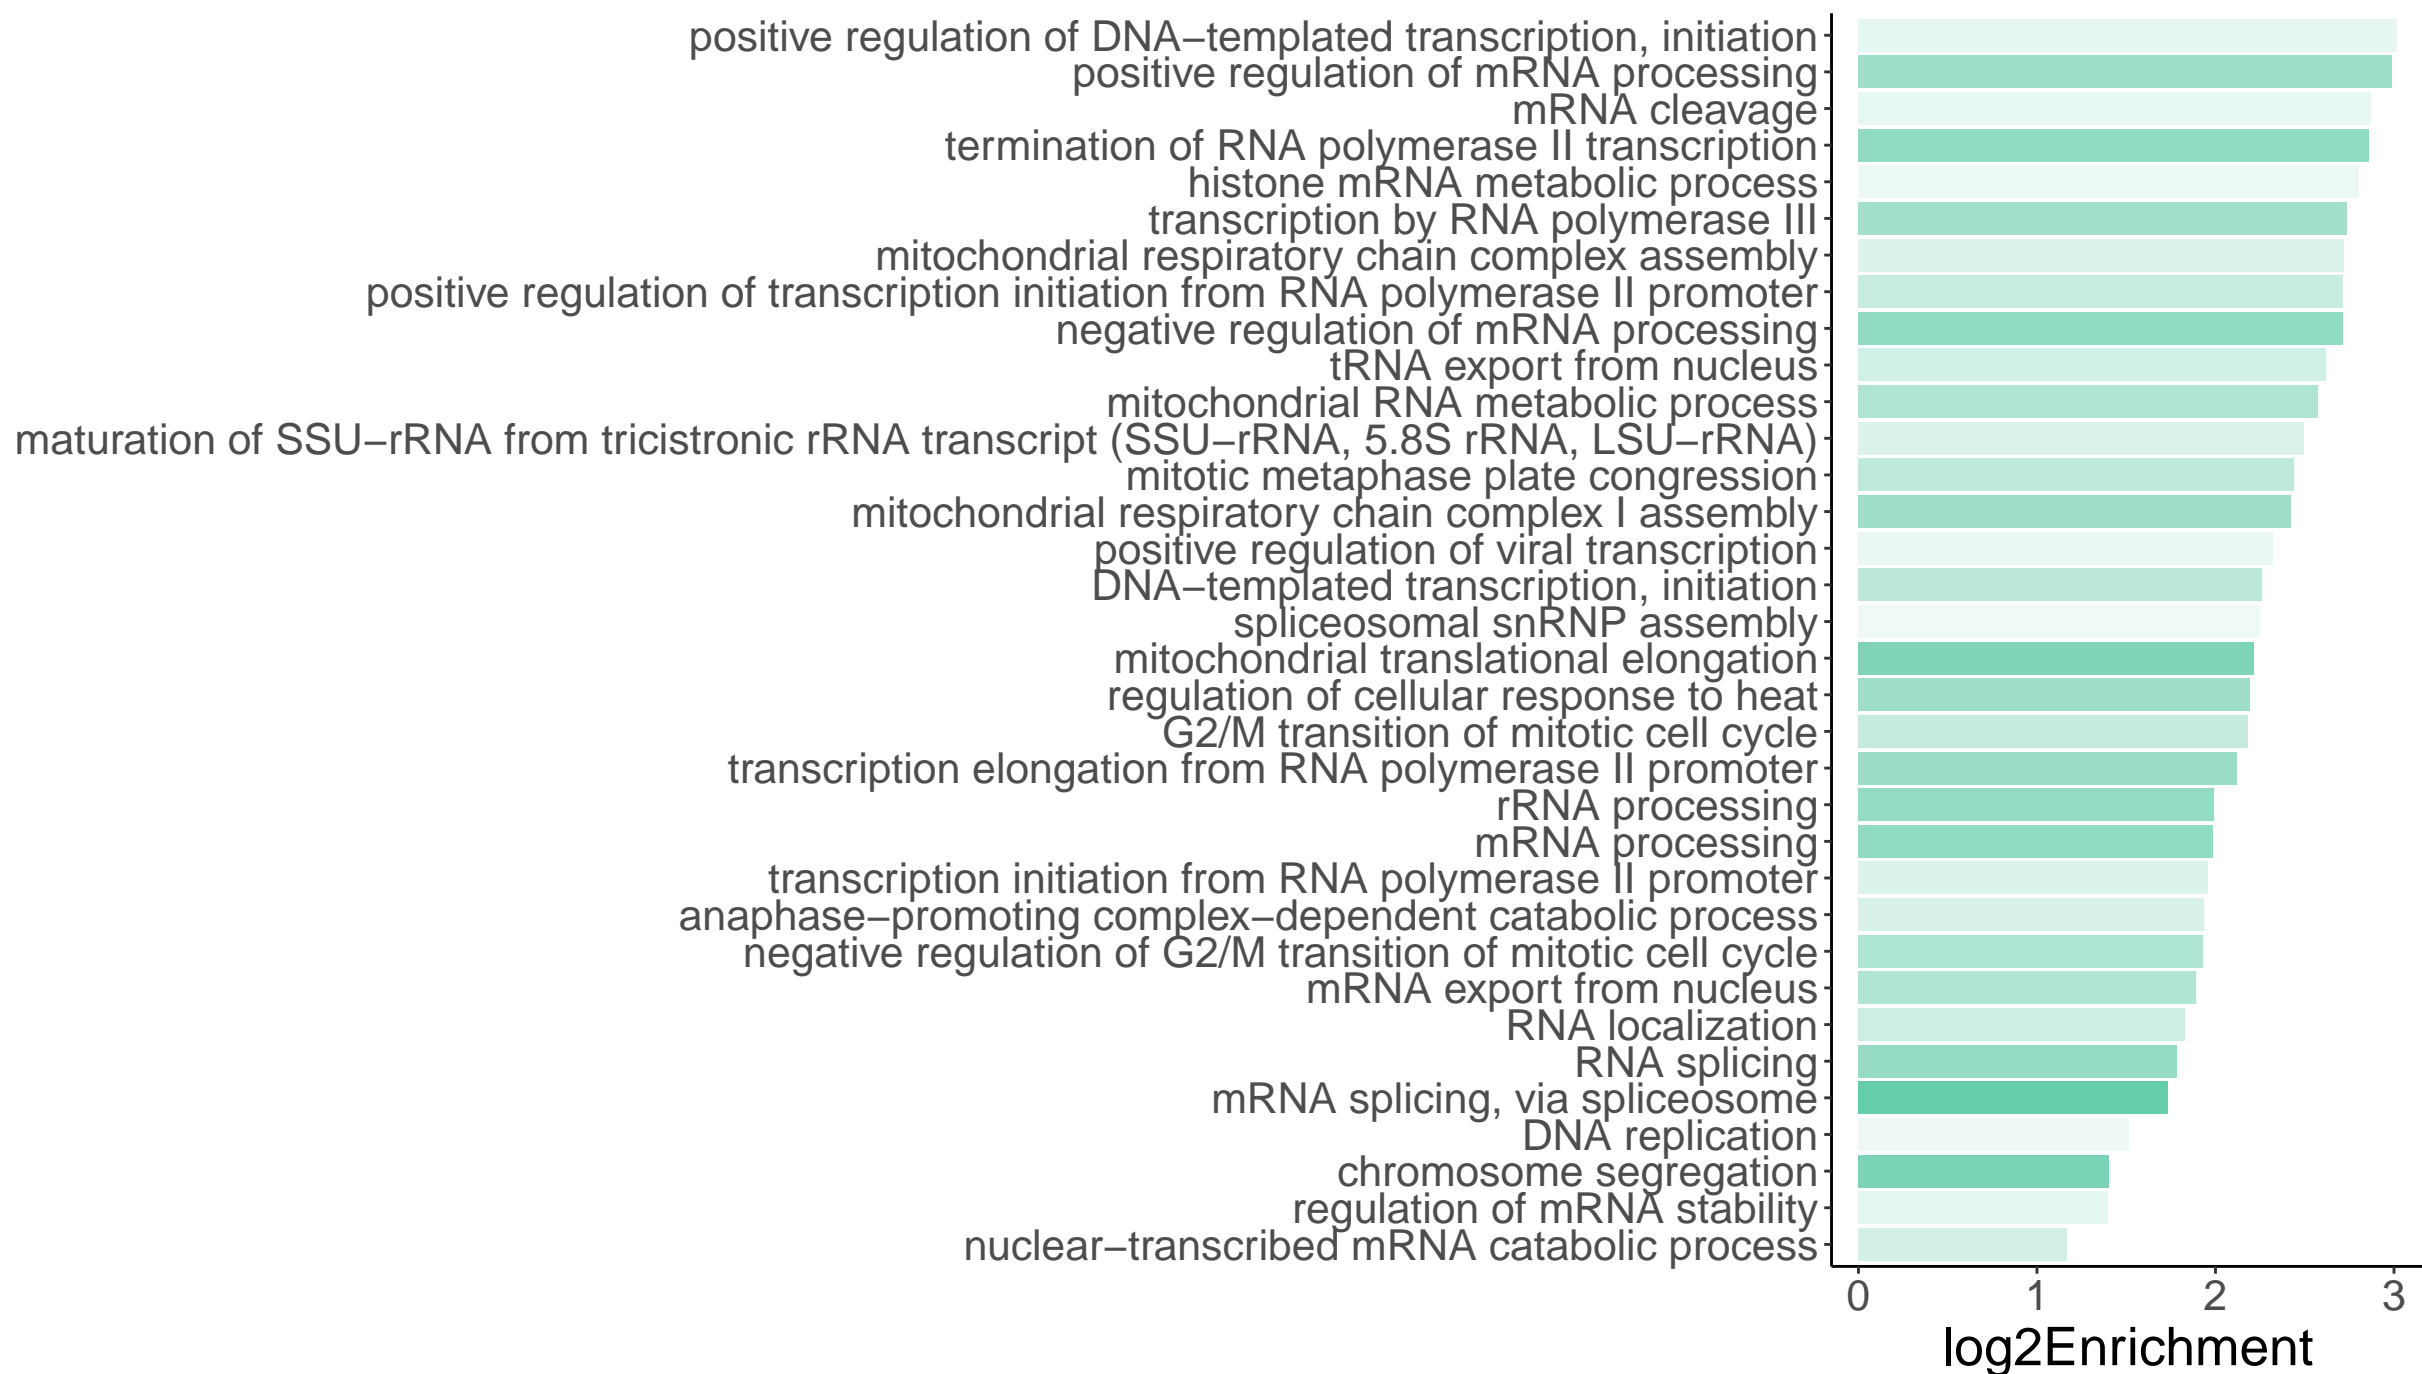 positive regulation of DNA−templated transcription, initiation
positive regulation of mRNA processing
mRNA cleavage
termination of RNA polymerase II transcription
histone mRNA metabolic process
transcription by RNA polymerase III
mitochondrial respiratory chain complex assembly
positive regulation of transcription initiation from RNA polymerase II promoter
negative regulation of mRNA processing
tRNA export from nucleus
mitochondrial RNA metabolic process
maturation of SSU−rRNA from tricistronic rRNA transcript (SSU−rRNA, 5.8S rRNA, LSU−rRNA)
mitotic metaphase plate congression
mitochondrial respiratory chain complex I assembly
positive regulation of viral transcription
DNA−templated transcription, initiation
spliceosomal snRNP assembly
mitochondrial translational elongation
regulation of cellular response to heat
G2/M transition of mitotic cell cycle
transcription elongation from RNA polymerase II promoter
rRNA processing
mRNA processing
transcription initiation from RNA polymerase II promoter
anaphase−promoting complex−dependent catabolic process
negative regulation of G2/M transition of mitotic cell cycle
mRNA export from nucleus
RNA localization
RNA splicing
mRNA splicing, via spliceosome
DNA replication
chromosome segregation
regulation of mRNA stability
nuclear−transcribed mRNA catabolic process
0 1 2 3
log2Enrichment